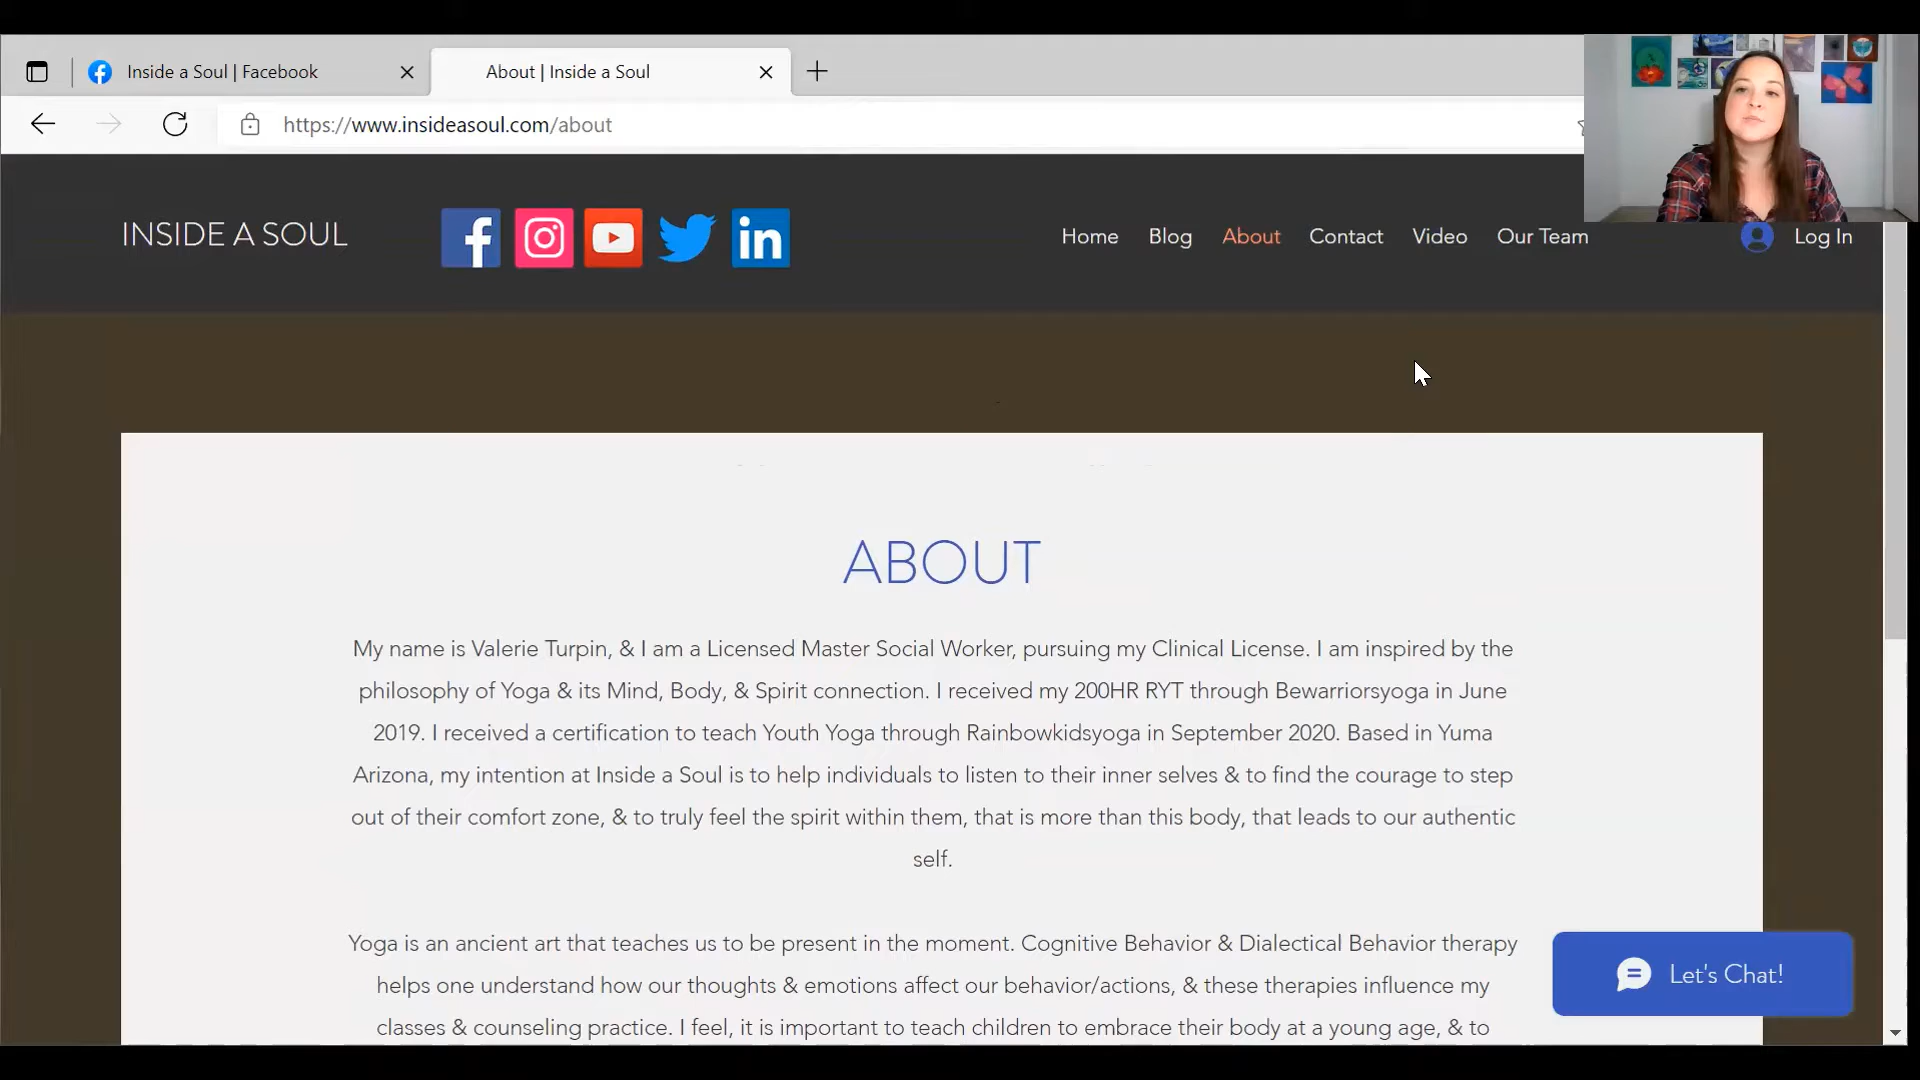 Inside a Soul | Facebook
About | Inside a Soul
https://www.insideasoul.com/about
INSIDE A SOUL
Home Blog About Contact Video Our Team Log In
ABOUT
My name is Valerie Turpin, & I am a Licensed Master Social Worker, pursuing my Clinical License. I am inspired by the
philosophy of Yoga & its Mind, Body, & Spirit connection. I received my 200HR RYT through Bewarriorsyoga in June
2019. I received a certification to teach Youth Yoga through Rainbowkidsyoga in September 2020. Based in Yuma
Arizona, my intention at Inside a Soul is to help individuals to listen to their inner selves & to find the courage to step
out of their comfort zone, & to truly feel the spirit within them, that is more than this body, that leads to our authentic
self.
Yoga is an ancient art that teaches us to be present in the moment. Cognitive Behavior & Dialectical Behavior therapy
helps one understand how our thoughts & emotions affect our behavior/actions, & these therapies influence my
classes & counseling practice. I feel, it is important to teach children to embrace their body at a young age, & to
Let's Chat!